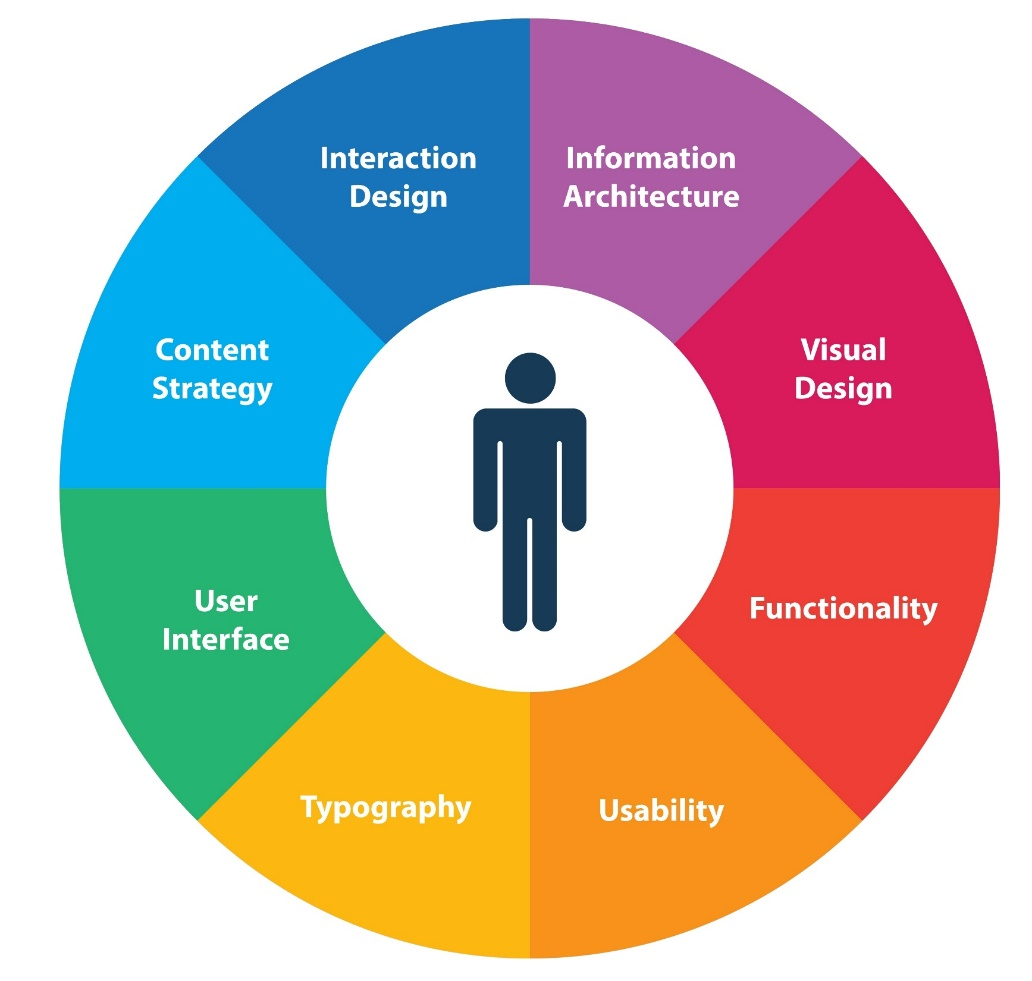 Interaction
Design
Information
Architecture
Visual
Design
Functionality
Usability
Typography
User
Interface
Content
Strategy